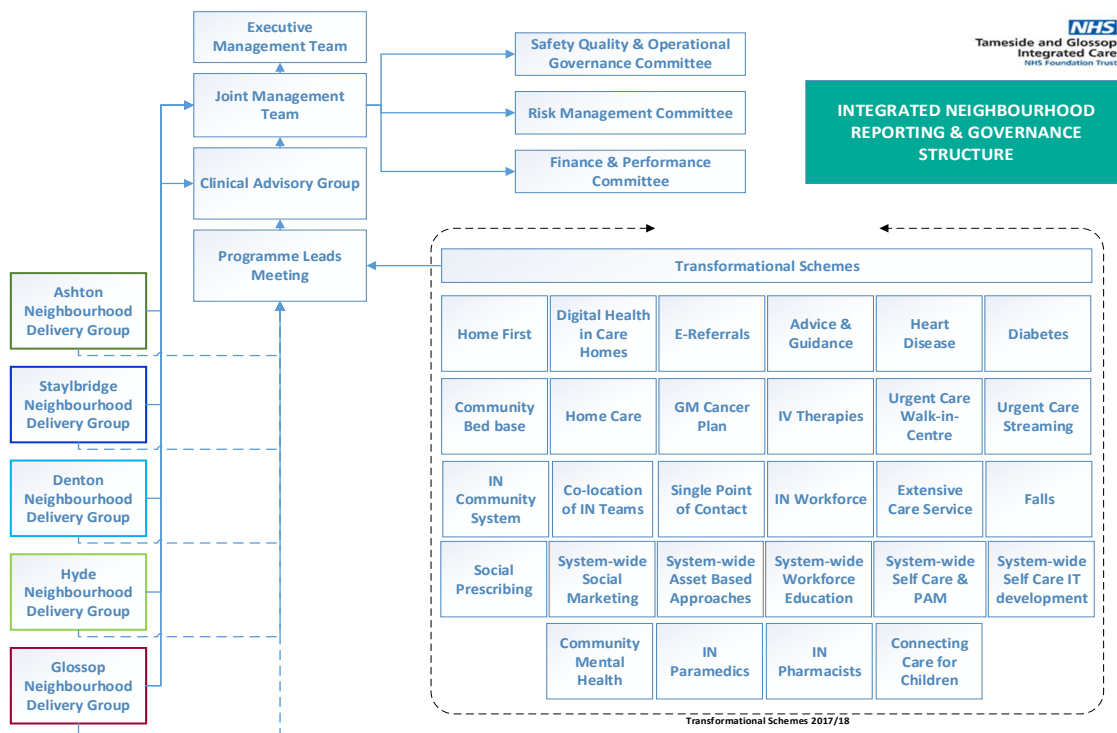 Executive
Management Team
Safety Quality & Operational
Governance Committee
NHS
Tameside and Glossop
Integrated Care
NHS Foundation Trust
Joint Management
Team
Risk Management Committee
INTEGRATED NEIGHBOURHOOD
REPORTING & GOVERNANCE
STRUCTURE
Clinical Advisory Group
Finance & Performance
Committee
Programme Leads
Meeting
Transformational Schemes
Ashton
Neighbourhood
Delivery Group
Staylbridge
Neighbourhood
Delivery Group
Denton
Neighbourhood
Delivery Group
Hyde
Neighbourhood
Delivery Group
Glossop
Neighbourhood
Delivery Group
Home First
Digital Health
in Care
Homes
E-Referrals
Advice &
Guidance
Heart
Disease
Diabetes
Community
Bed base
Home Care
GM Cancer
Plan
IV Therapies
Urgent Care
Walk-in-
Centre
Urgent Care
Streaming
IN
Community
System
Co-location
of IN Teams
Single Point
of Contact
IN Workforce
Extensive
Care Service
Falls
Social
Prescribing
System-wide
Social
Marketing
System-wide
Asset Based
Approaches
System-wide
Workforce
Education
System-wide
Self Care &
PAM
System-wide
Self Care IT
development
Community
Mental
Health
IN
Paramedics
IN
Pharmacists
Connecting
Care for
Children
Transformational Schemes 2017/18